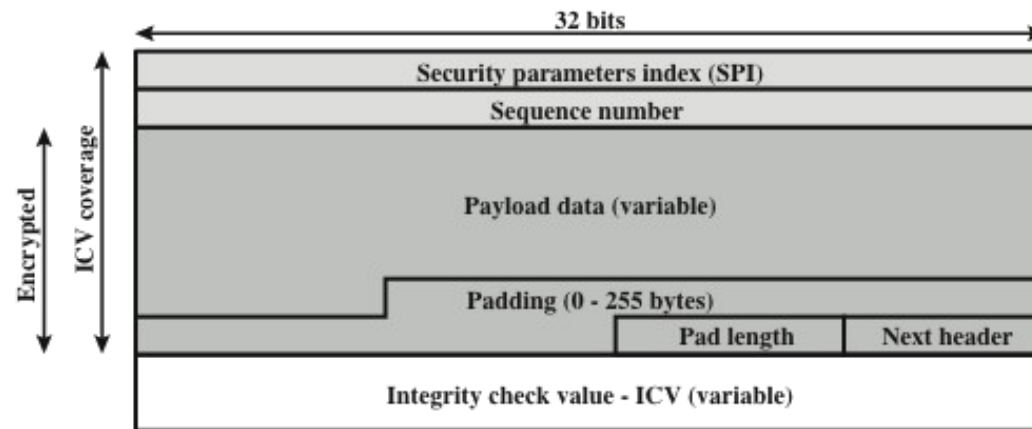 32 bits
Security parameters index (SPI)
Sequence number
Encrypted
ICV coverage
Payload data (variable)
Padding (0 - 255 bytes)
Pad length
Next header
Integrity check value - ICV (variable)